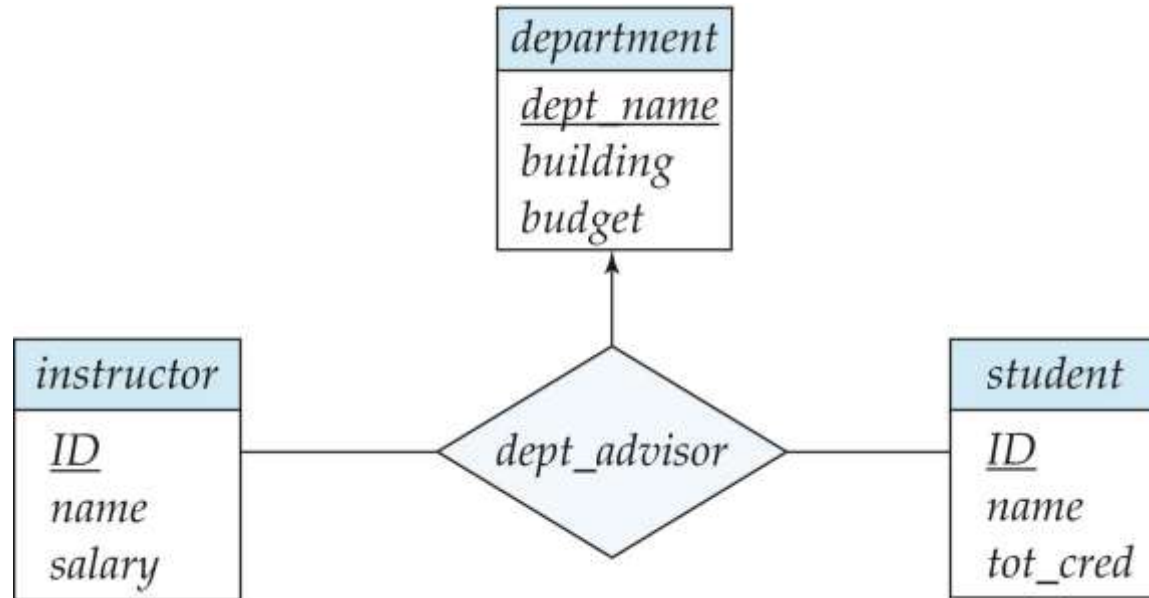 department
dept_name
building
budget
instructor
ID
name
salary
dept_advisor
student
ID
name
tot_cred